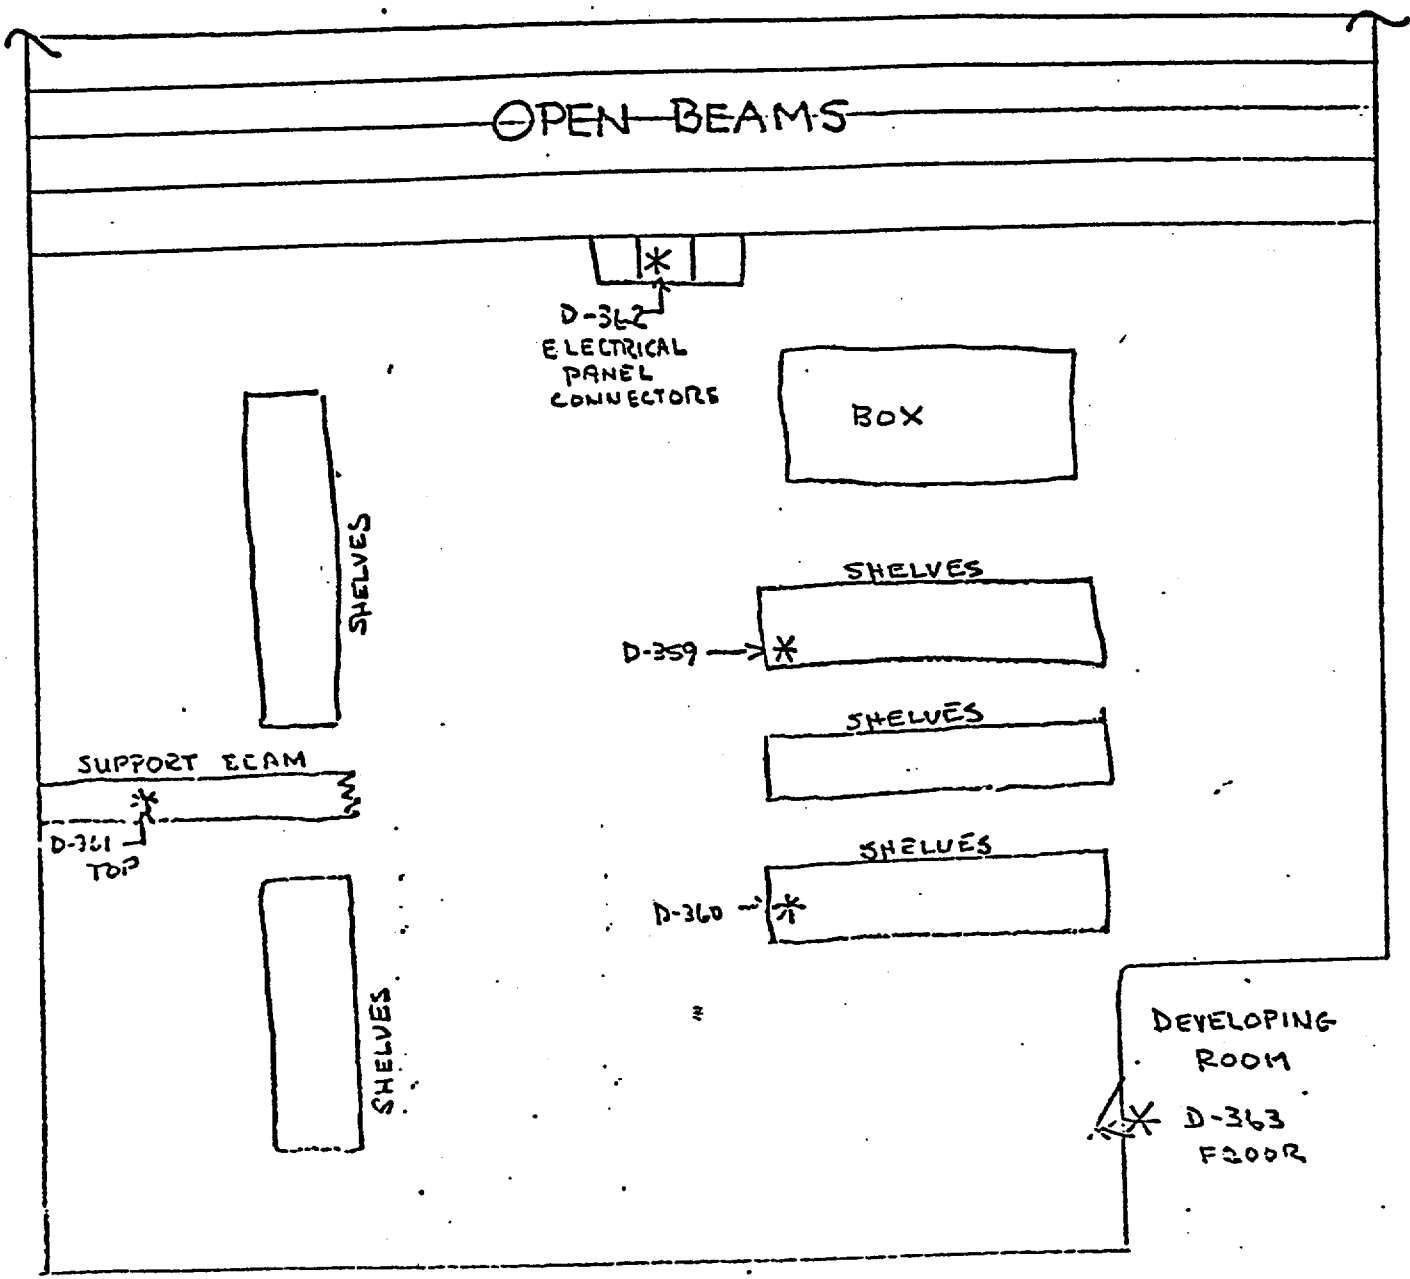 OPEN BEAMS
D-362
ELECTRICAL
PANEL
CONNECTORS
BOX
SHELVES
SHELVES
D-359
SHELVES
SUPPORT BEAM
D-361
TOP
SHELVES
D-360
SHELVES
DEVELOPING
ROOM
D-363
FLOOR